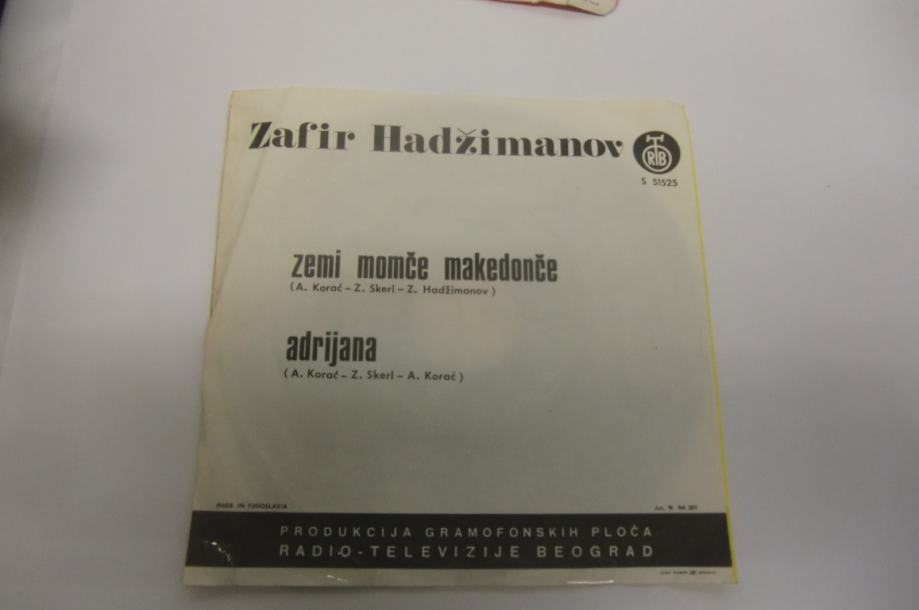 Zafir Hadžimanov
RTB
S 51525
zemi momče makedonče
(A. Korać – Z. Skerl – Z. Hadžimanov)
adrijana
(A. Korać – Z. Skerl – A. Korać)
MADE IN YUGOSLAVIA
PRODUKCIJA GRAMOFONSKIH PLOČA
RADIO-TELEVIZIJE BEOGRAD